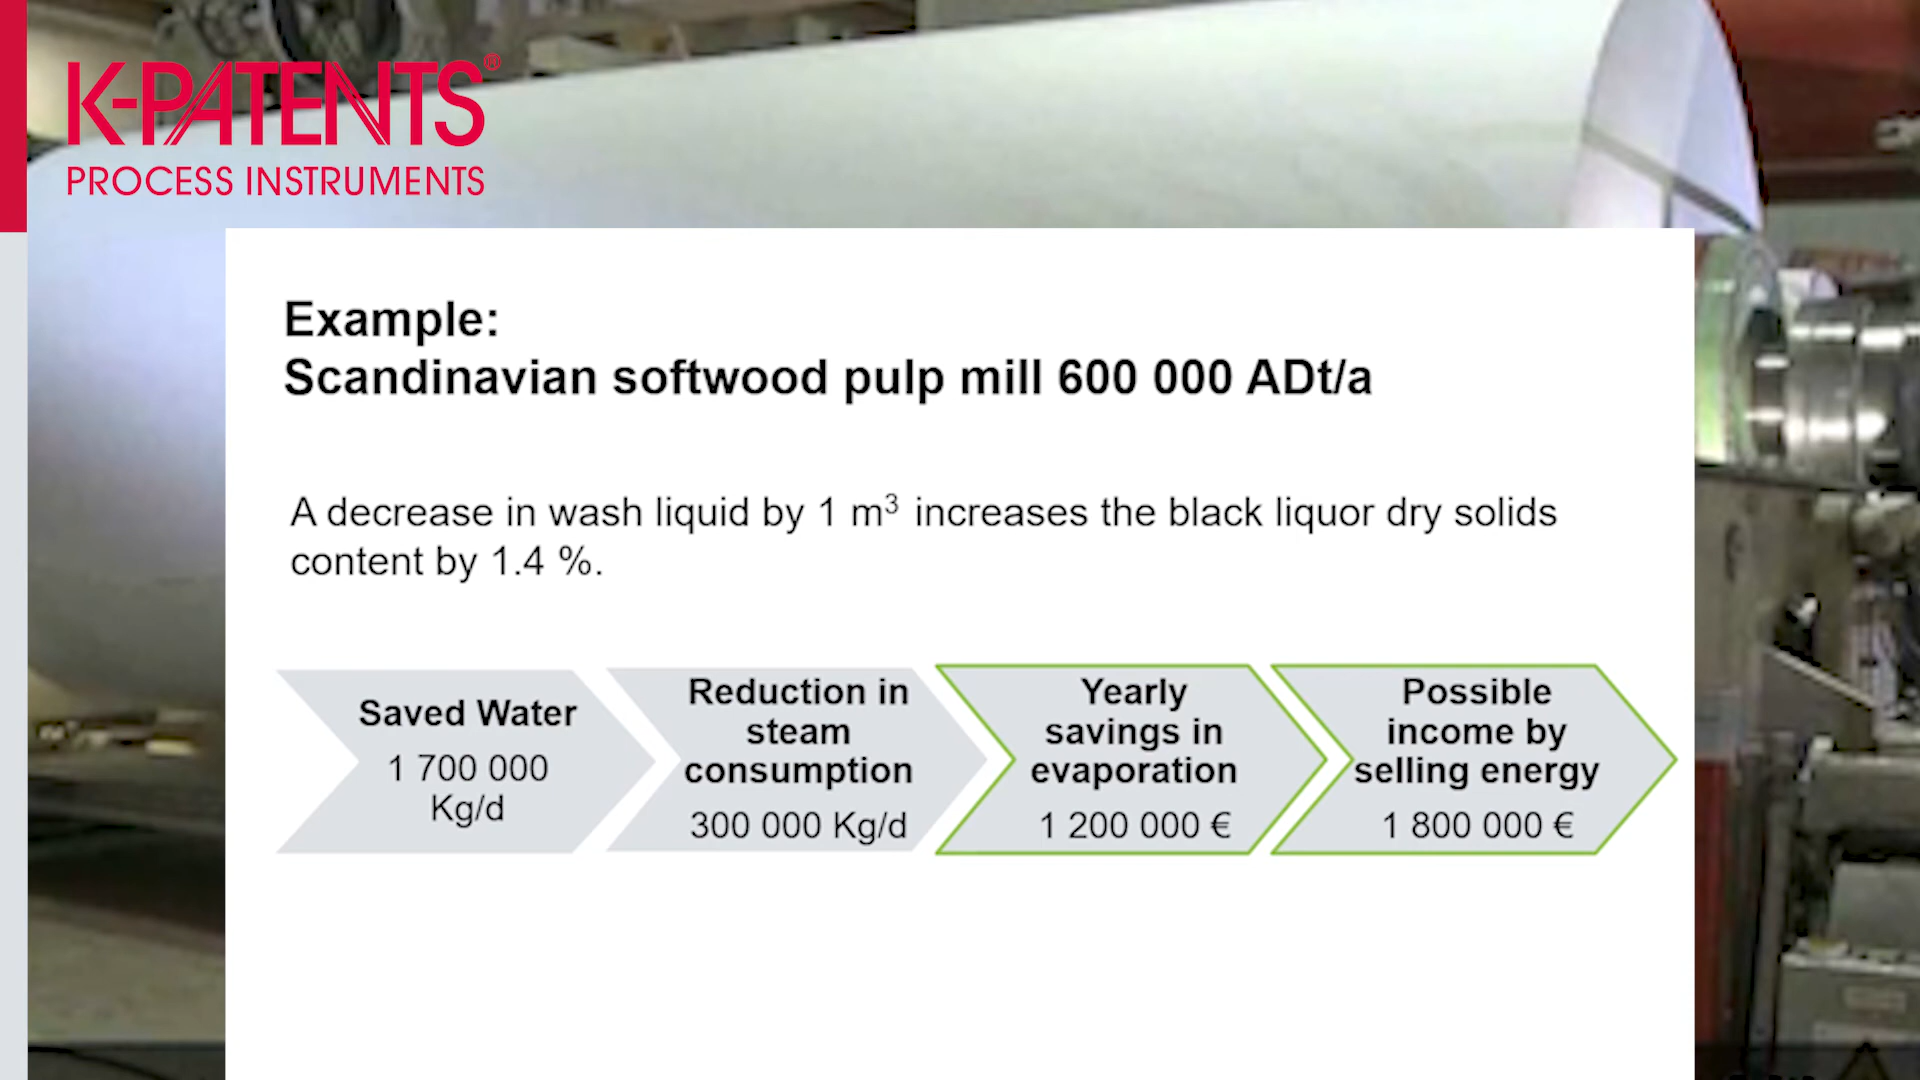 K-PATENTS®
PROCESS INSTRUMENTS
Example:
Scandinavian softwood pulp mill 600 000 ADt/a
A decrease in wash liquid by 1 m³ increases the black liquor dry solids
content by 1.4 %.
Saved Water
1 700 000
Kg/d
Reduction in
steam
consumption
300 000 Kg/d
Yearly
savings in
evaporation
1 200 000 €
Possible
income by
selling energy
1 800 000 €